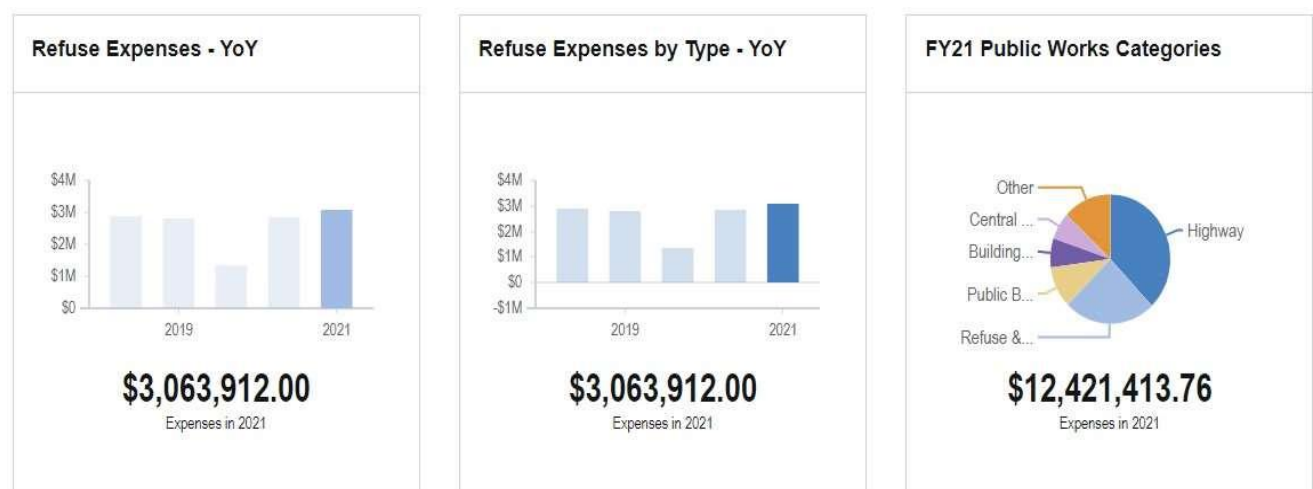 Refuse Expenses - YoY
$4M
$3M
$2M
$1M
$0
2019 2021
$3,063,912.00
Expenses in 2021
Refuse Expenses by Type - YoY
$4M
$3M
$2M
$1M
$0
-$1M
2019 2021
$3,063,912.00
Expenses in 2021
FY21 Public Works Categories
Other
Central ...
Highway
Building...
Public B...
Refuse &...
$12,421,413.76
Expenses in 2021